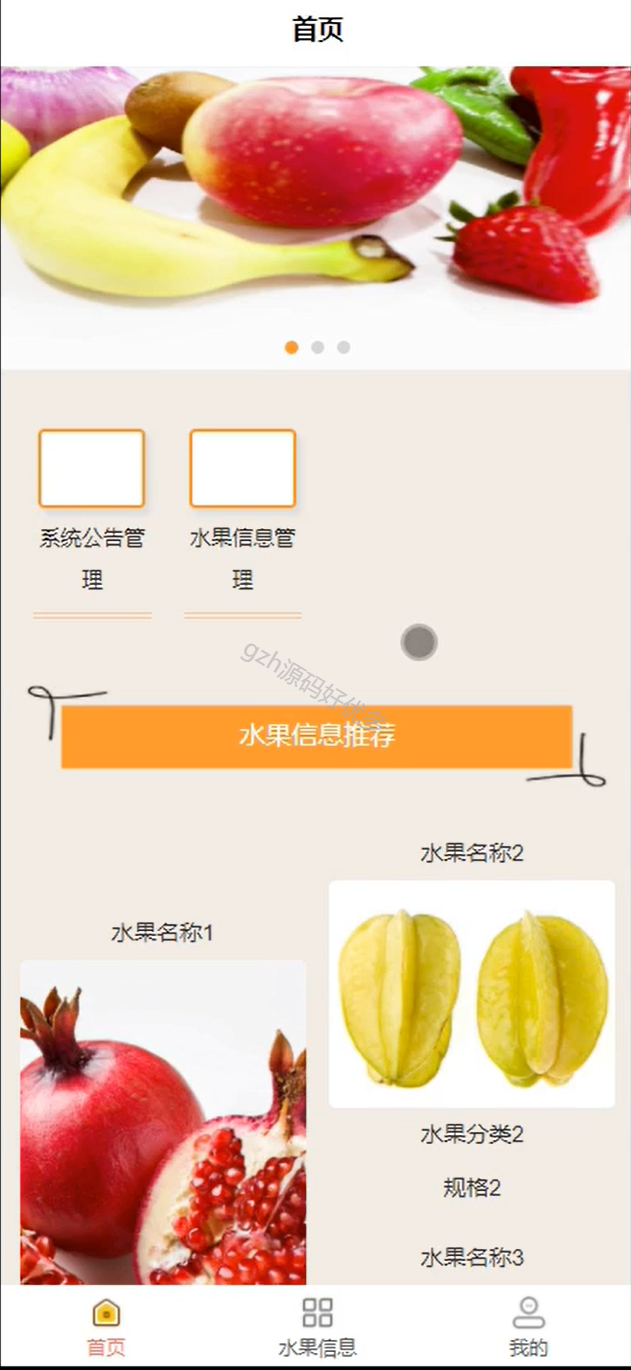 首页
系统公告管
理
水果信息管
理
gzh源码好优多
水果信息推荐
水果名称2
水果名称1
水果分类2
规格2
水果名称3
首页
水果信息
我的